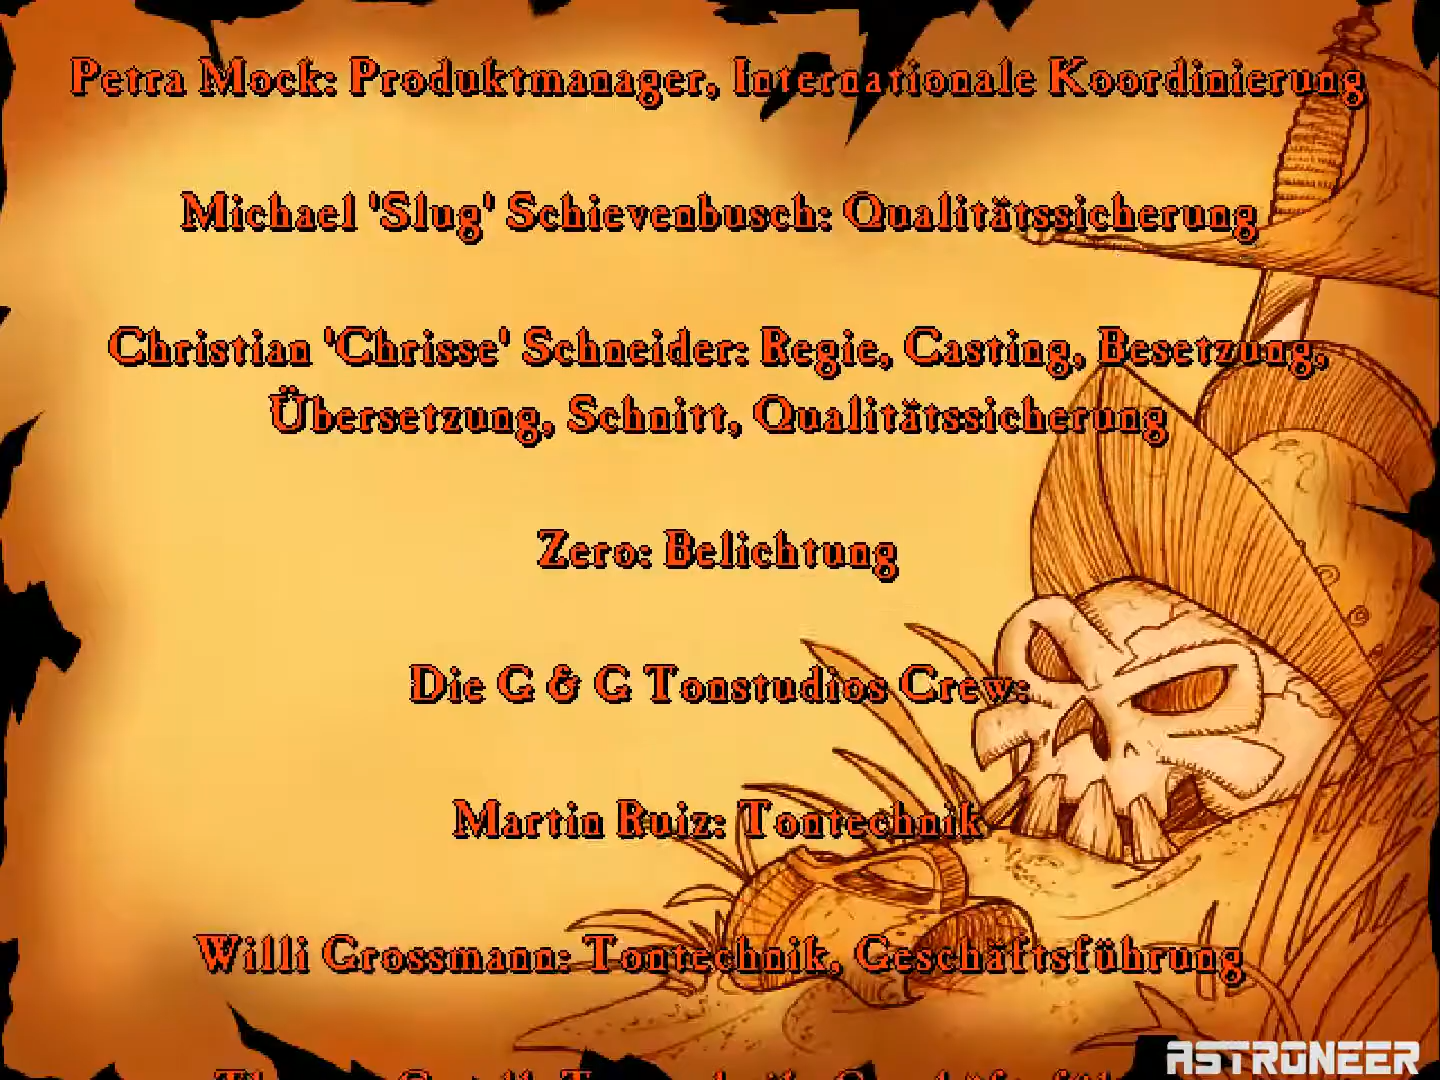 Petra Mock: Produktmanager, Internationale Koordinierung
Michael 'Slug' Schievenbusch: Qualitätssicherung
Christian 'Chrisse' Schneider: Regie, Casting, Besetzung,
Übersetzung, Schnitt, Qualitätssicherung
Zero: Belichtung
Die G & G Tonstudios Crew:
Martin Ruiz: Tontechnik
Willi Grossmann: Tontechnik, Geschäftsführung
ASTRONEER